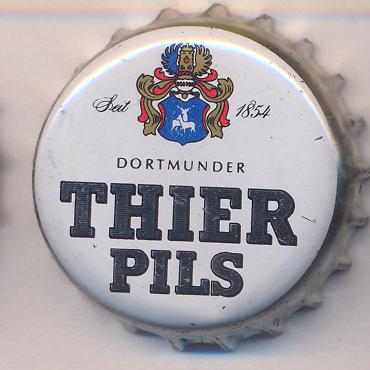 Seit 1854
DORTMUNDER
THIER
PILS